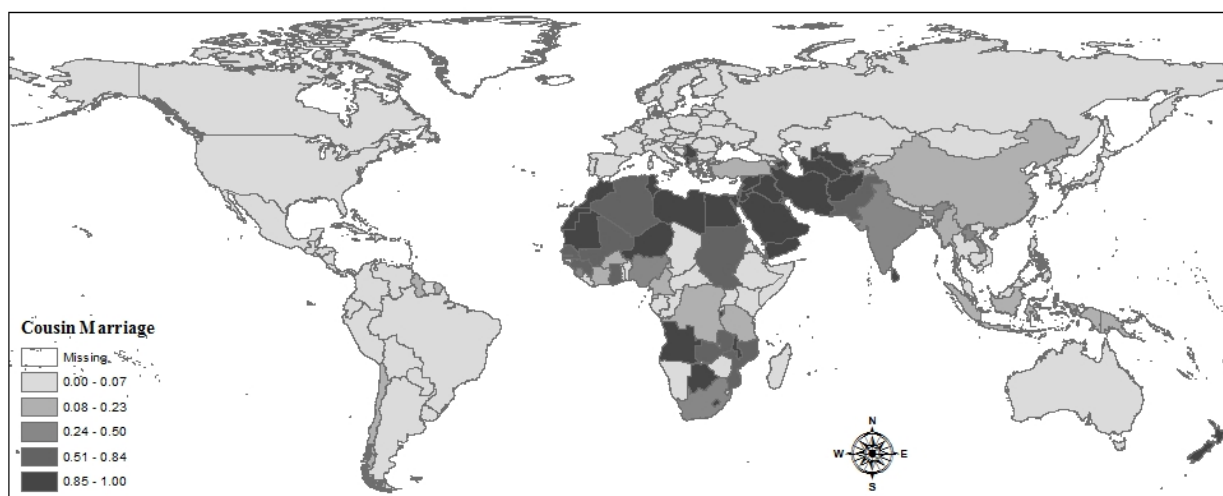 Cousin Marriage
Missing
0.00 - 0.07
0.08 - 0.23
0.24 - 0.50
0.51 - 0.84
0.85 - 1.00
N
W E
S